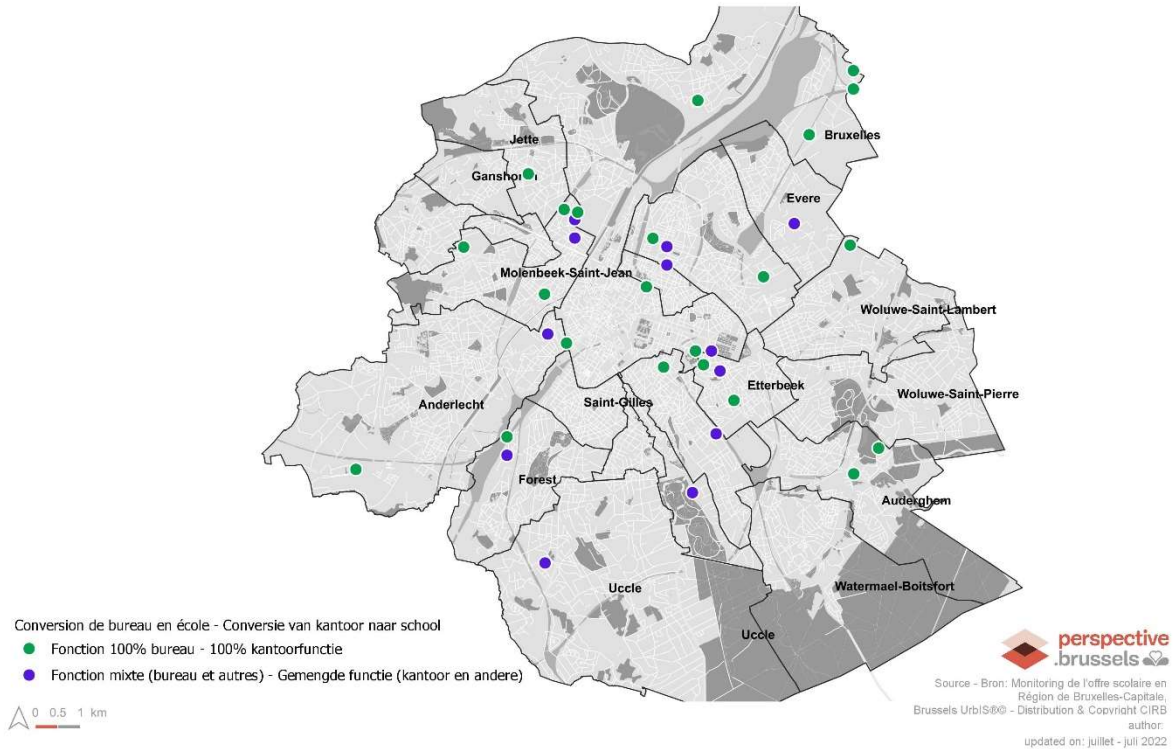 Jette
Bruxelles
Ganshoren
Evere
Molenbeek-Saint-Jean
Woluwe-Saint-Lambert
Etterbeek
Woluwe-Saint-Pierre
Saint-Gilles
Anderlecht
Forest
Auderghem
Watermael-Boitsfort
Uccle
Uccle
Conversion de bureau en école - Conversie van kantoor naar school
Fonction 100% bureau - 100% kantoorfunctie
Fonction mixte (bureau et autres) - Gemengde functie (kantoor en andere)
0 0.5 1 km
perspective
.brussels
Source - Bron: Monitoring de l'offre scolaire en
Région de Bruxelles-Capitale,
Brussels UrbIS®© - Distribution & Copyright CIRB
author:
updated on: juillet - juli 2022